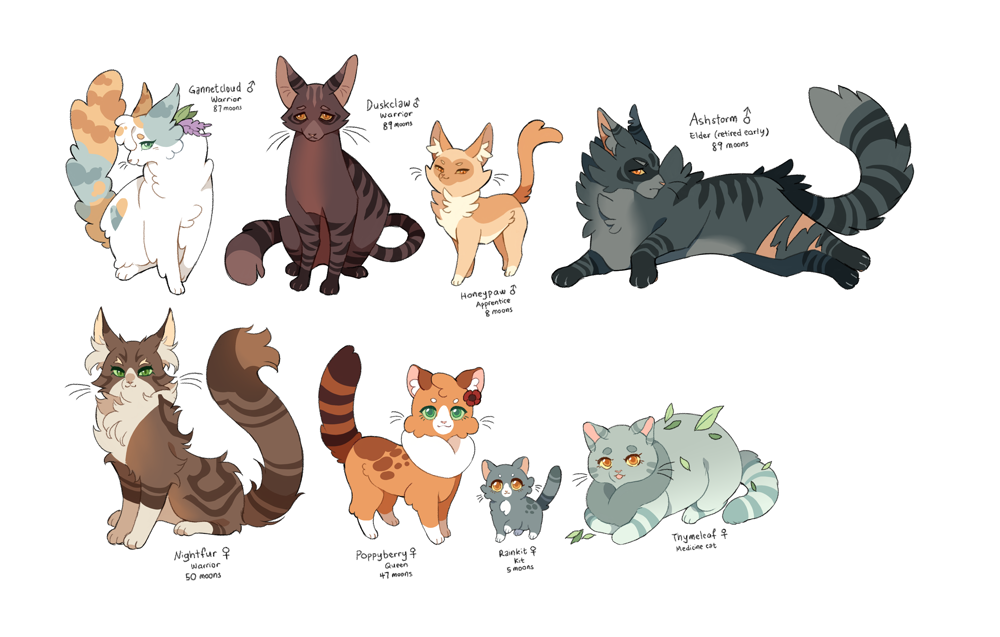 Gannetcloud ♂
Warrior
87 moons
Duskclaw ♂
Warrior
89 moons
Ashstorm ♂
Elder (retired early)
89 moons
Honeypaw ♂
Apprentice
8 moons
Nightfur ♀
Warrior
50 moons
Poppyberry ♀
Queen
47 moons
Rainkit ♀
Kit
5 moons
Thymeleaf ♀
Medicine cat